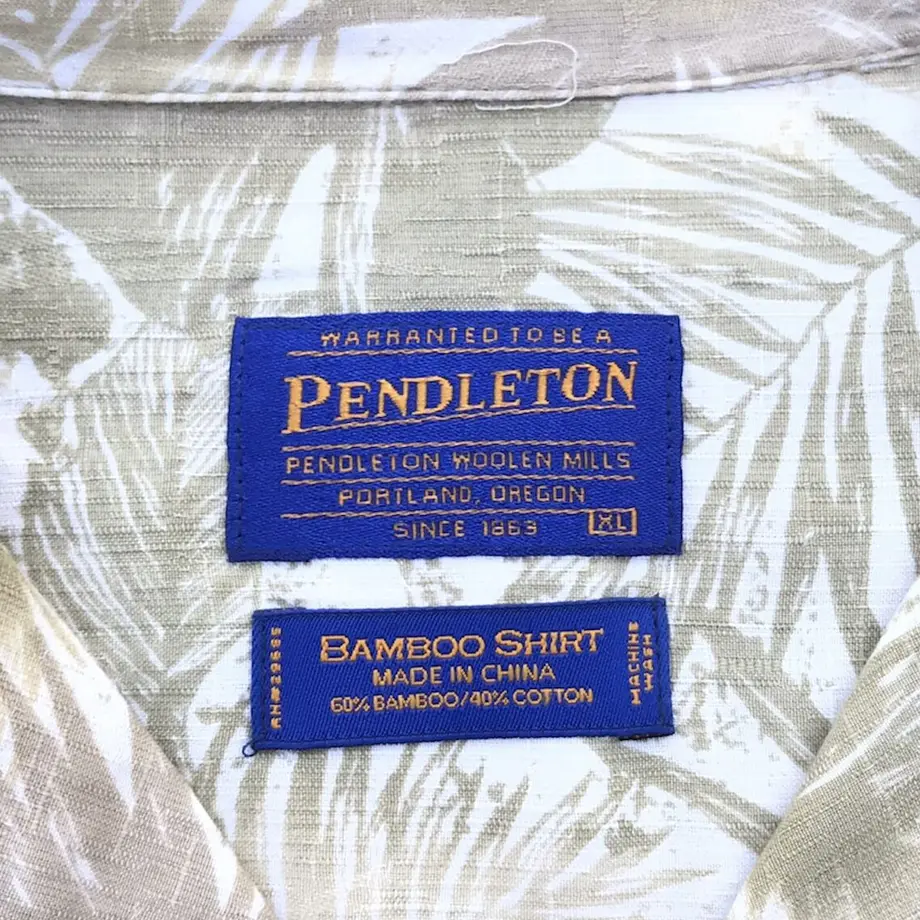 WARRANTED TO BE A
PENDLETON
PENDLETON WOOLEN MILLS
PORTLAND, OREGON
SINCE 1863
XL
BAMBOO SHIRT
MADE IN CHINA
60% BAMBOO/40% COTTON
MACHINE
WASH